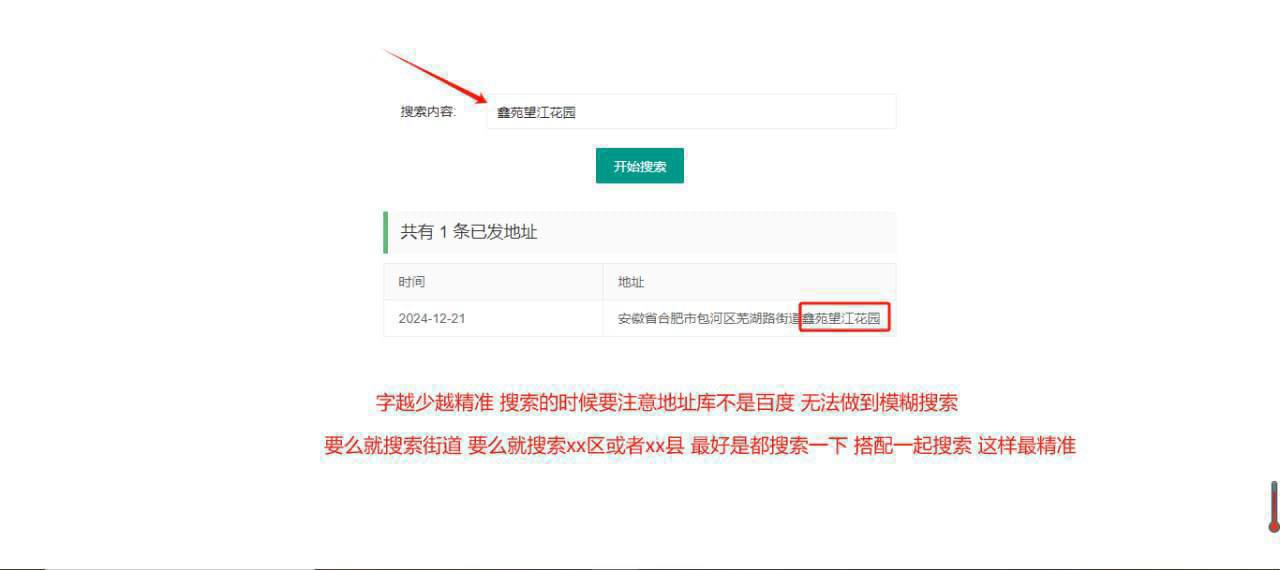 搜索内容: 鑫苑望江花园
开始搜索
共有 1 条已发地址
时间 地址
2024-12-21 安徽省合肥市包河区芜湖路街道鑫苑望江花园
字越少越精准 搜索的时候要注意地址库不是百度 无法做到模糊搜索
要么就搜索街道 要么就搜索xx区或者xx县 最好是都搜索一下 搭配一起搜索 这样最精准